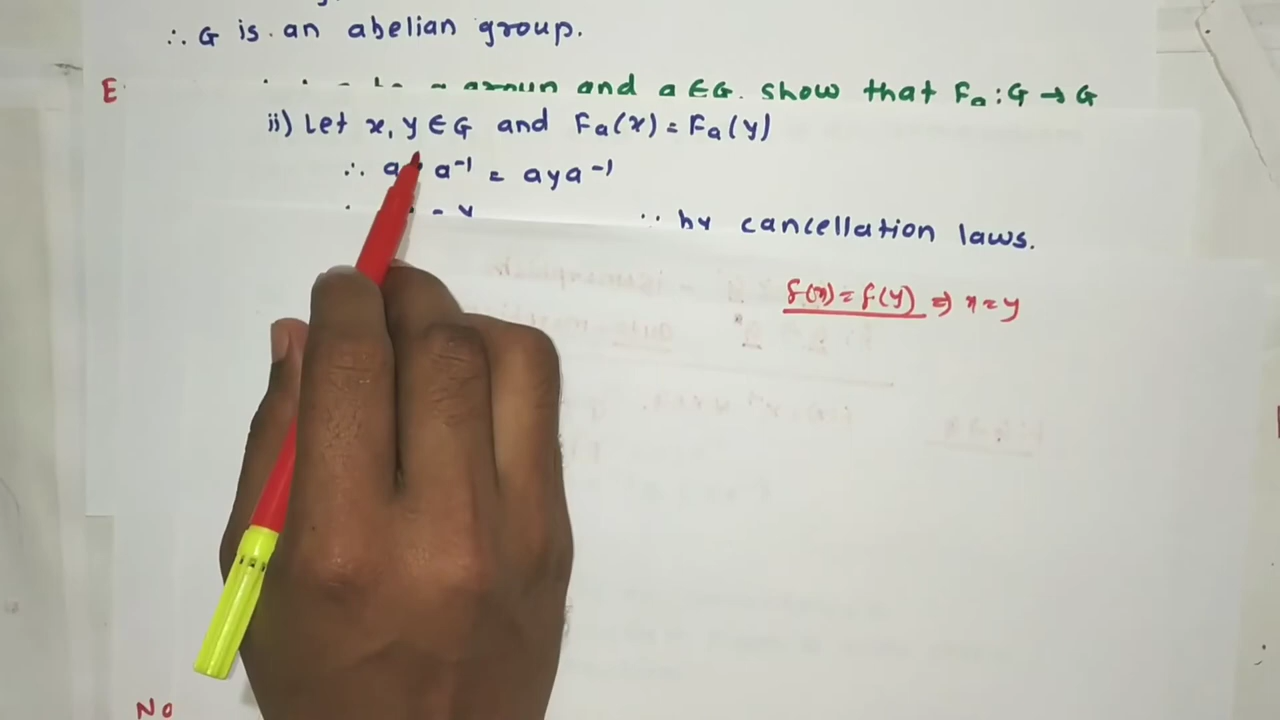 ∴ G is an abelian group.
E and a ∈ G. show that Fa : G → G
ii) Let x, y ∈ G and Fa(x) = Fa(y)
∴ a a⁻¹ = aya⁻¹
∵ by cancellation laws.
f(x) = f(y) ⇒ x = y
No